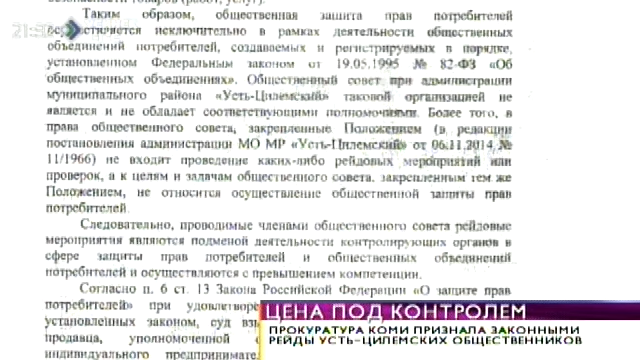 Таким образом, общественная защита прав потребителей
осуществляется исключительно в рамках деятельности общественных
объединений потребителей, создаваемых и регистрируемых в порядке,
установленном Федеральным законом от 19.05.1995 № 82-ФЗ «Об
общественных объединениях». Общественный совет при администрации
муниципального района «Усть-Цилемский» таковой организацией не
является и не обладает соответствующими полномочиями. Более того, в
права общественного совета, закрепленные Положением (в редакции
постановления администрации МО МР «Усть-Цилемский» от 06.11.2014 №
11/1966) не входит проведение каких-либо рейдовых мероприятий или
проверок, а к целям и задачам общественного совета, закрепленным тем же
Положением, не относится осуществление общественной защиты прав
потребителей.
Следовательно, проводимые членами общественного совета рейдовые
мероприятия являются подменой деятельности контролирующих органов в
сфере защиты прав потребителей и общественных объединений
потребителей и осуществляются с превышением компетенции.
Согласно п. 6 ст. 13 Закона Российской Федерации «О защите прав
потребителей» при
установленных законом, суд
продавца, уполномоченной
индивидуального
ЦЕНА ПОД КОНТРОЛЕМ
ПРОКУРАТУРА КОМИ ПРИЗНАЛА ЗАКОННЫМИ
РЕЙДЫ УСТЬ-ЦИЛЕМСКИХ ОБЩЕСТВЕННИКОВ